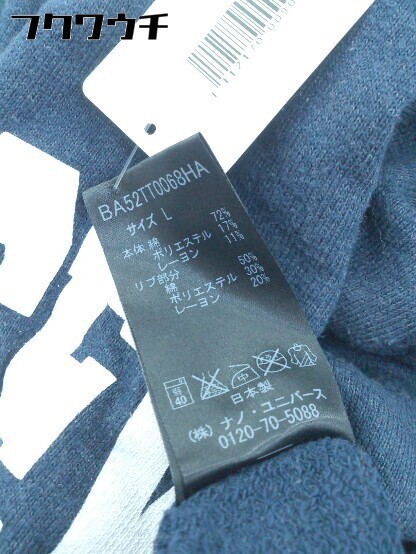 フクワウチ
BA52TT0068HA
サイズ L
本体 綿 72%
ポリエステル 17%
レーヨン 11%
リブ部分
綿 50%
ポリエステル 30%
レーヨン 20%
40
日本製
(株) ナノ・ユニバース
0120-70-5088